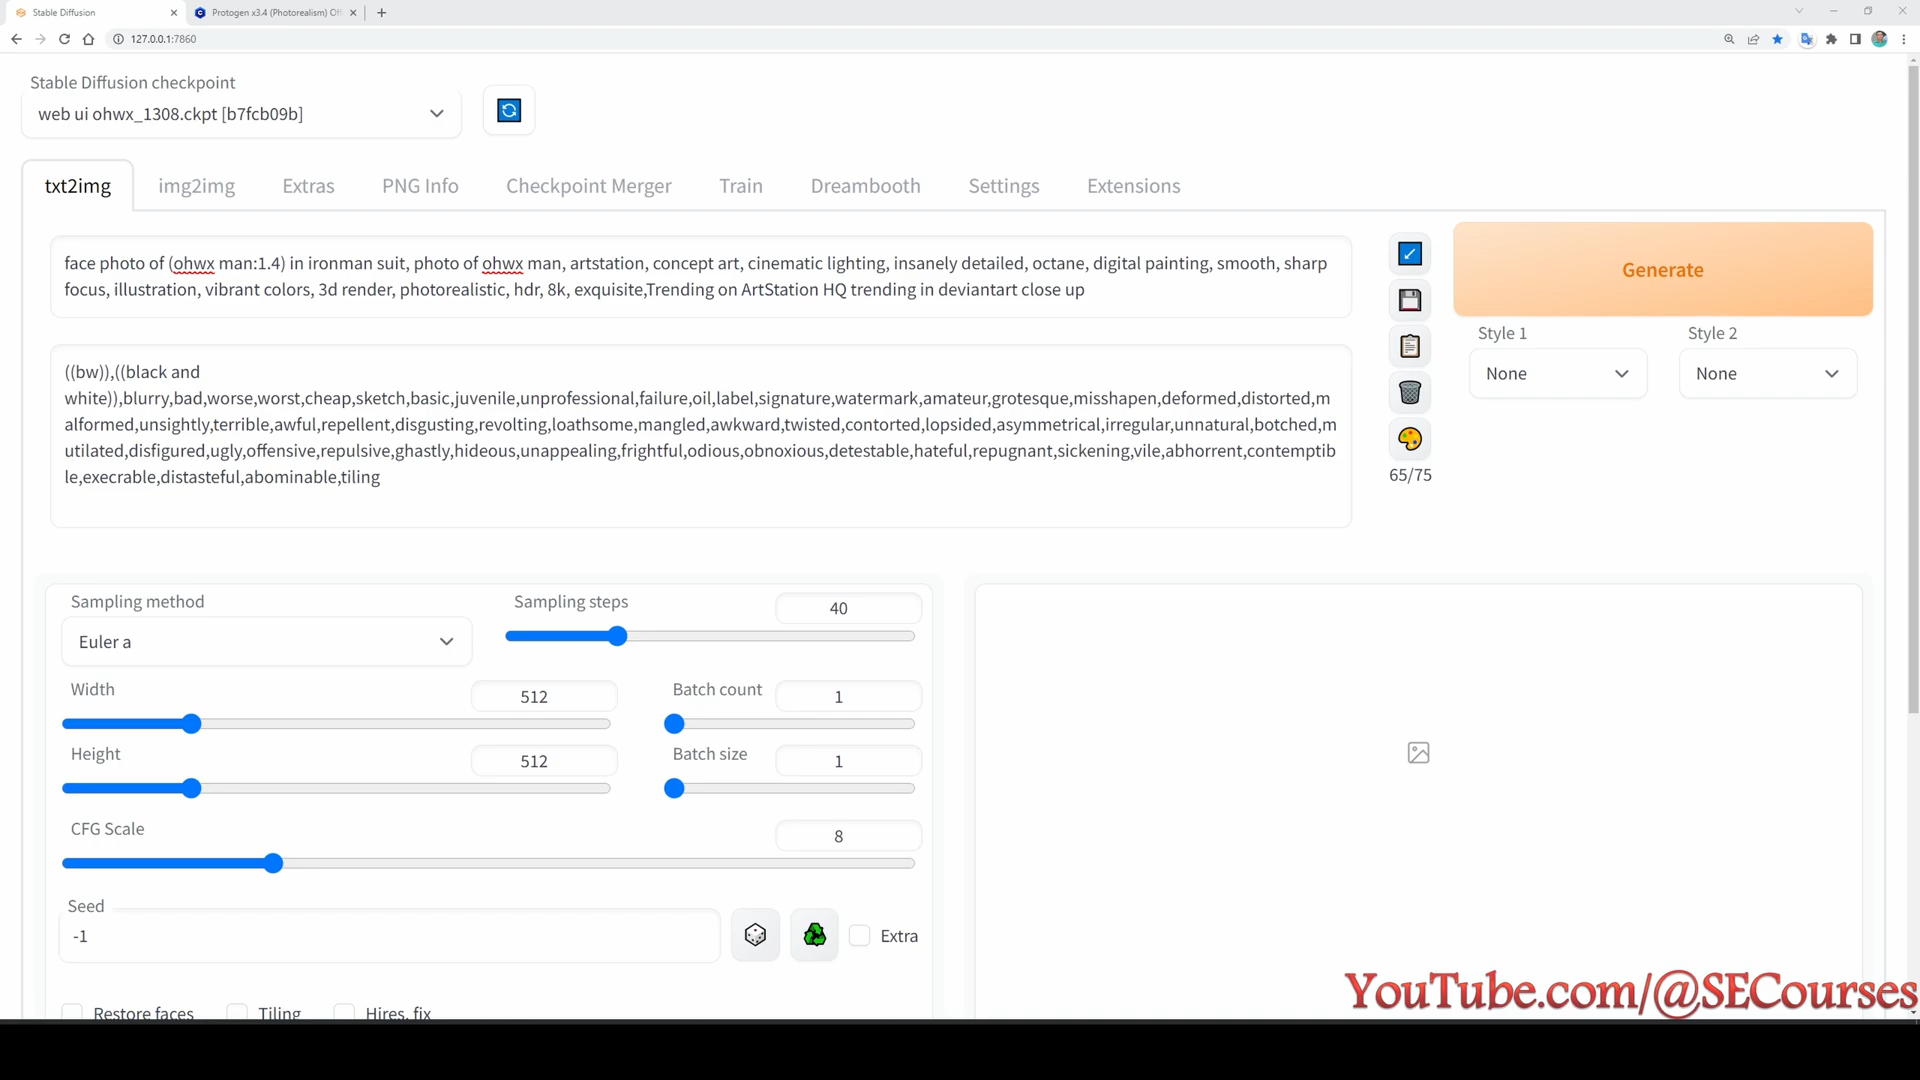 Stable Diffusion
Protogen x3.4 (Photorealism) Off
127.0.0.1:7860
Stable Diffusion checkpoint
web ui ohwx_1308.ckpt [b7fcb09b]
txt2img
img2img
Extras
PNG Info
Checkpoint Merger
Train
Dreambooth
Settings
Extensions
face photo of (ohwx man:1.4) in ironman suit, photo of ohwx man, artstation, concept art, cinematic lighting, insanely detailed, octane, digital painting, smooth, sharp
focus, illustration, vibrant colors, 3d render, photorealistic, hdr, 8k, exquisite,Trending on ArtStation HQ trending in deviantart close up
Generate
((bw)),((black and
white)),blurry,bad,worse,worst,cheap,sketch,basic,juvenile,unprofessional,failure,oil,label,signature,watermark,amateur,grotesque,misshapen,deformed,distorted,m
alformed,unsightly,terrible,awful,repellent,disgusting,revolting,loathsome,mangled,awkward,twisted,contorted,lopsided,asymmetrical,irregular,unnatural,botched,m
utilated,disfigured,ugly,offensive,repulsive,ghastly,hideous,unappealing,frightful,odious,obnoxious,detestable,hateful,repugnant,sickening,vile,abhorrent,contemptib
le,execrable,distasteful,abominable,tiling
65/75
Style 1
None
Style 2
None
Sampling method
Euler a
Sampling steps
40
Width
512
Batch count
1
Height
512
Batch size
1
CFG Scale
8
Seed
-1
Extra
Restore faces
Tiling
Hires. fix
YouTube.com/@SECourses